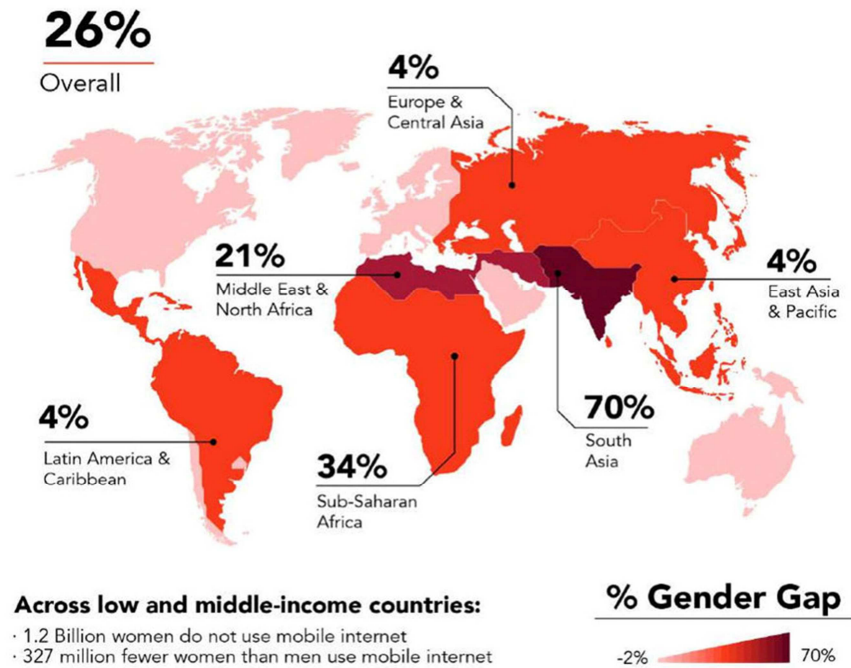 26%
Overall
4%
Europe &
Central Asia
21%
Middle East &
North Africa
4%
East Asia
& Pacific
4%
Latin America &
Caribbean
34%
Sub-Saharan
Africa
70%
South
Asia
Across low and middle-income countries:
· 1.2 Billion women do not use mobile internet
· 327 million fewer women than men use mobile internet
% Gender Gap
-2%
70%